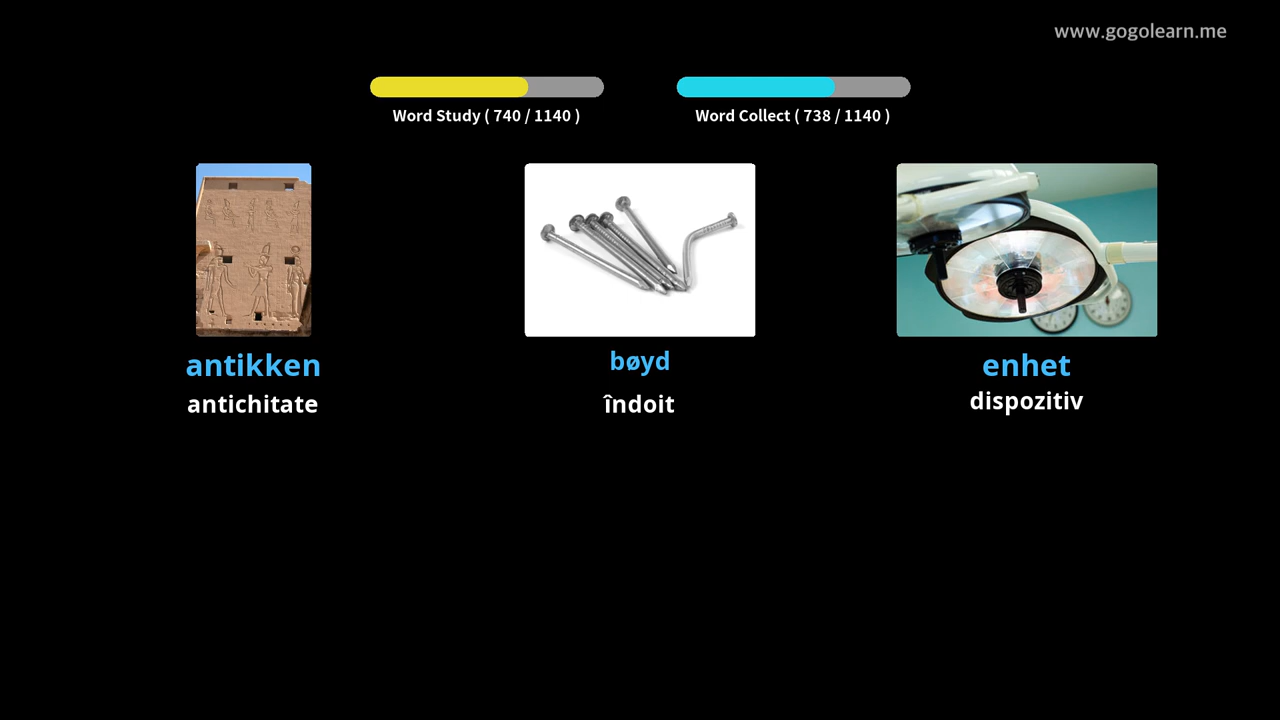 www.gogolearn.me
Word Study ( 740 / 1140 )
Word Collect ( 738 / 1140 )
antikken
antichitate
bøyd
îndoit
enhet
dispozitiv